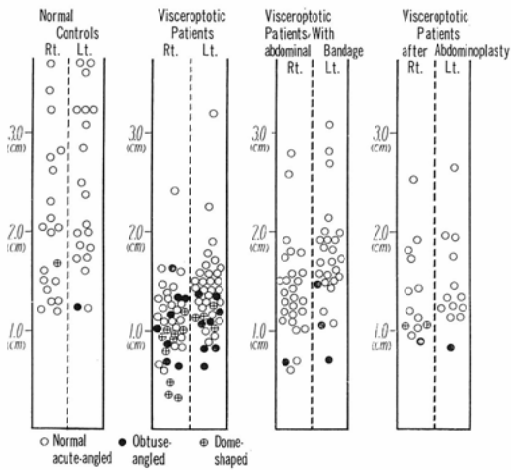 Normal
Controls
Rt. Lt.
Visceroptotic
Patients
Rt. Lt.
Visceroptotic
Patients With
abdominal Bandage
Rt. Lt.
Visceroptotic
Patients
after Abdominoplasty
Rt. Lt.
3.0
(cm)
2.0
(cm)
1.0
(cm)
3.0
(cm)
2.0
(cm)
1.0
(cm)
3.0
(cm)
2.0
(cm)
1.0
(cm)
3.0
(cm)
2.0
(cm)
1.0
(cm)
Normal
acute-angled
Obtuse-
angled
Dome-
shaped